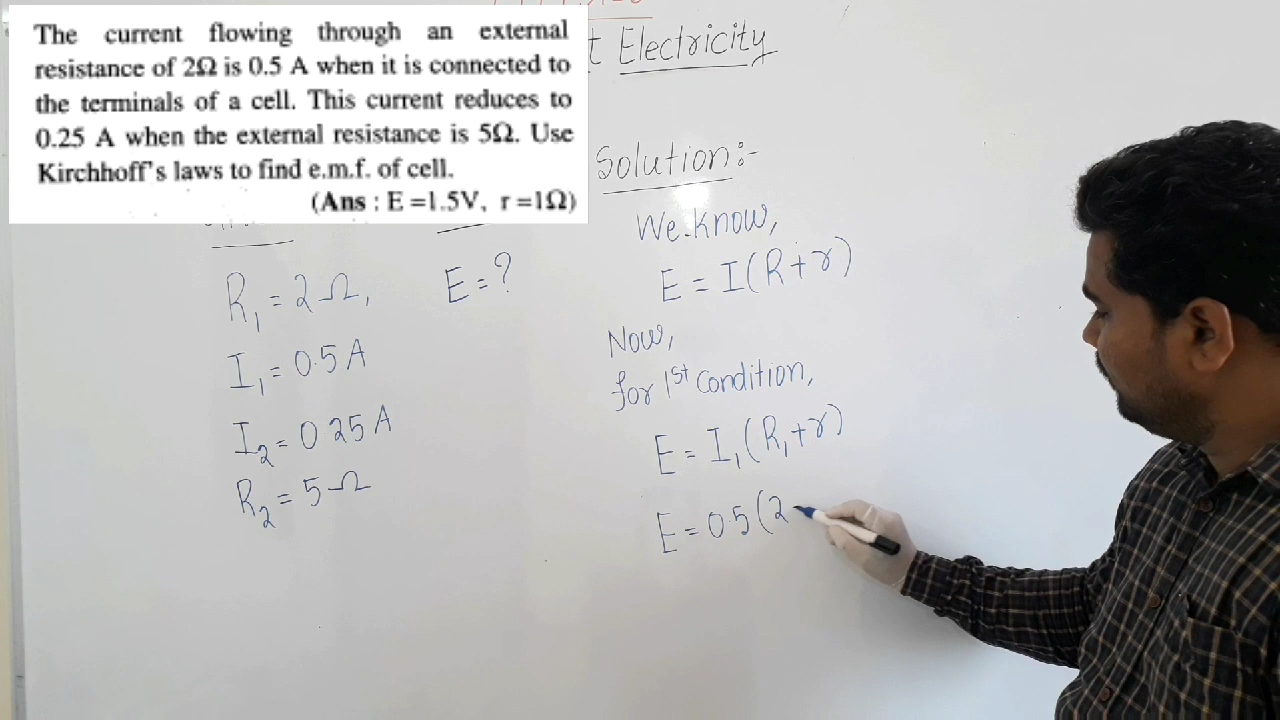 The current flowing through an external
resistance of 2Ω is 0.5 A when it is connected to
the terminals of a cell. This current reduces to
0.25 A when the external resistance is 5Ω. Use
Kirchhoff's laws to find e.m.f. of cell.
(Ans : E =1.5V, r =1Ω)
Electricity
R₁ = 2Ω,
I₁ = 0.5 A
I₂ = 0.25 A
R₂ = 5Ω
E = ?
Solution :-
We know,
E = I(R+r)
Now,
for 1st condition,
E = I₁(R₁+r)
E = 0.5(2